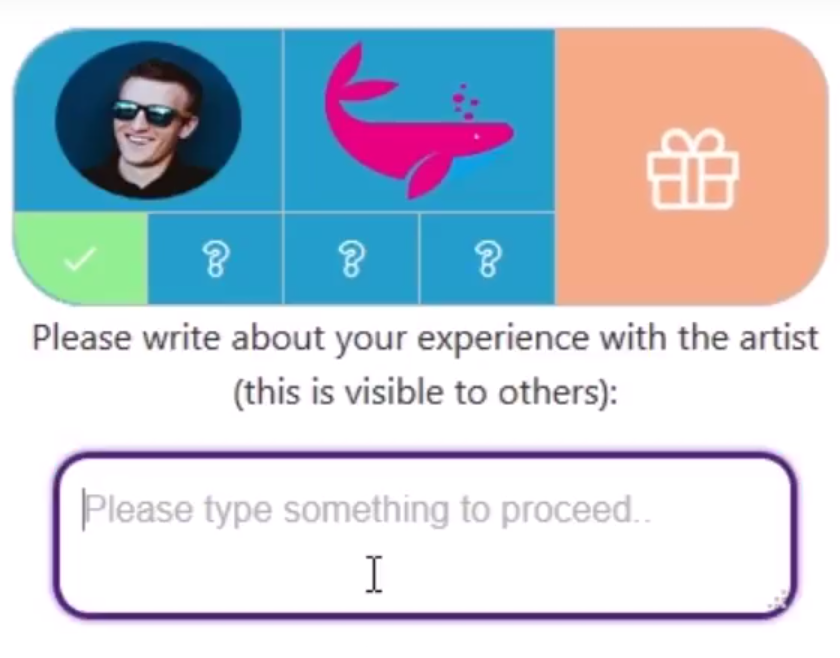 ?
?
?
Please write about your experience with the artist
(this is visible to others):
Please type something to proceed..